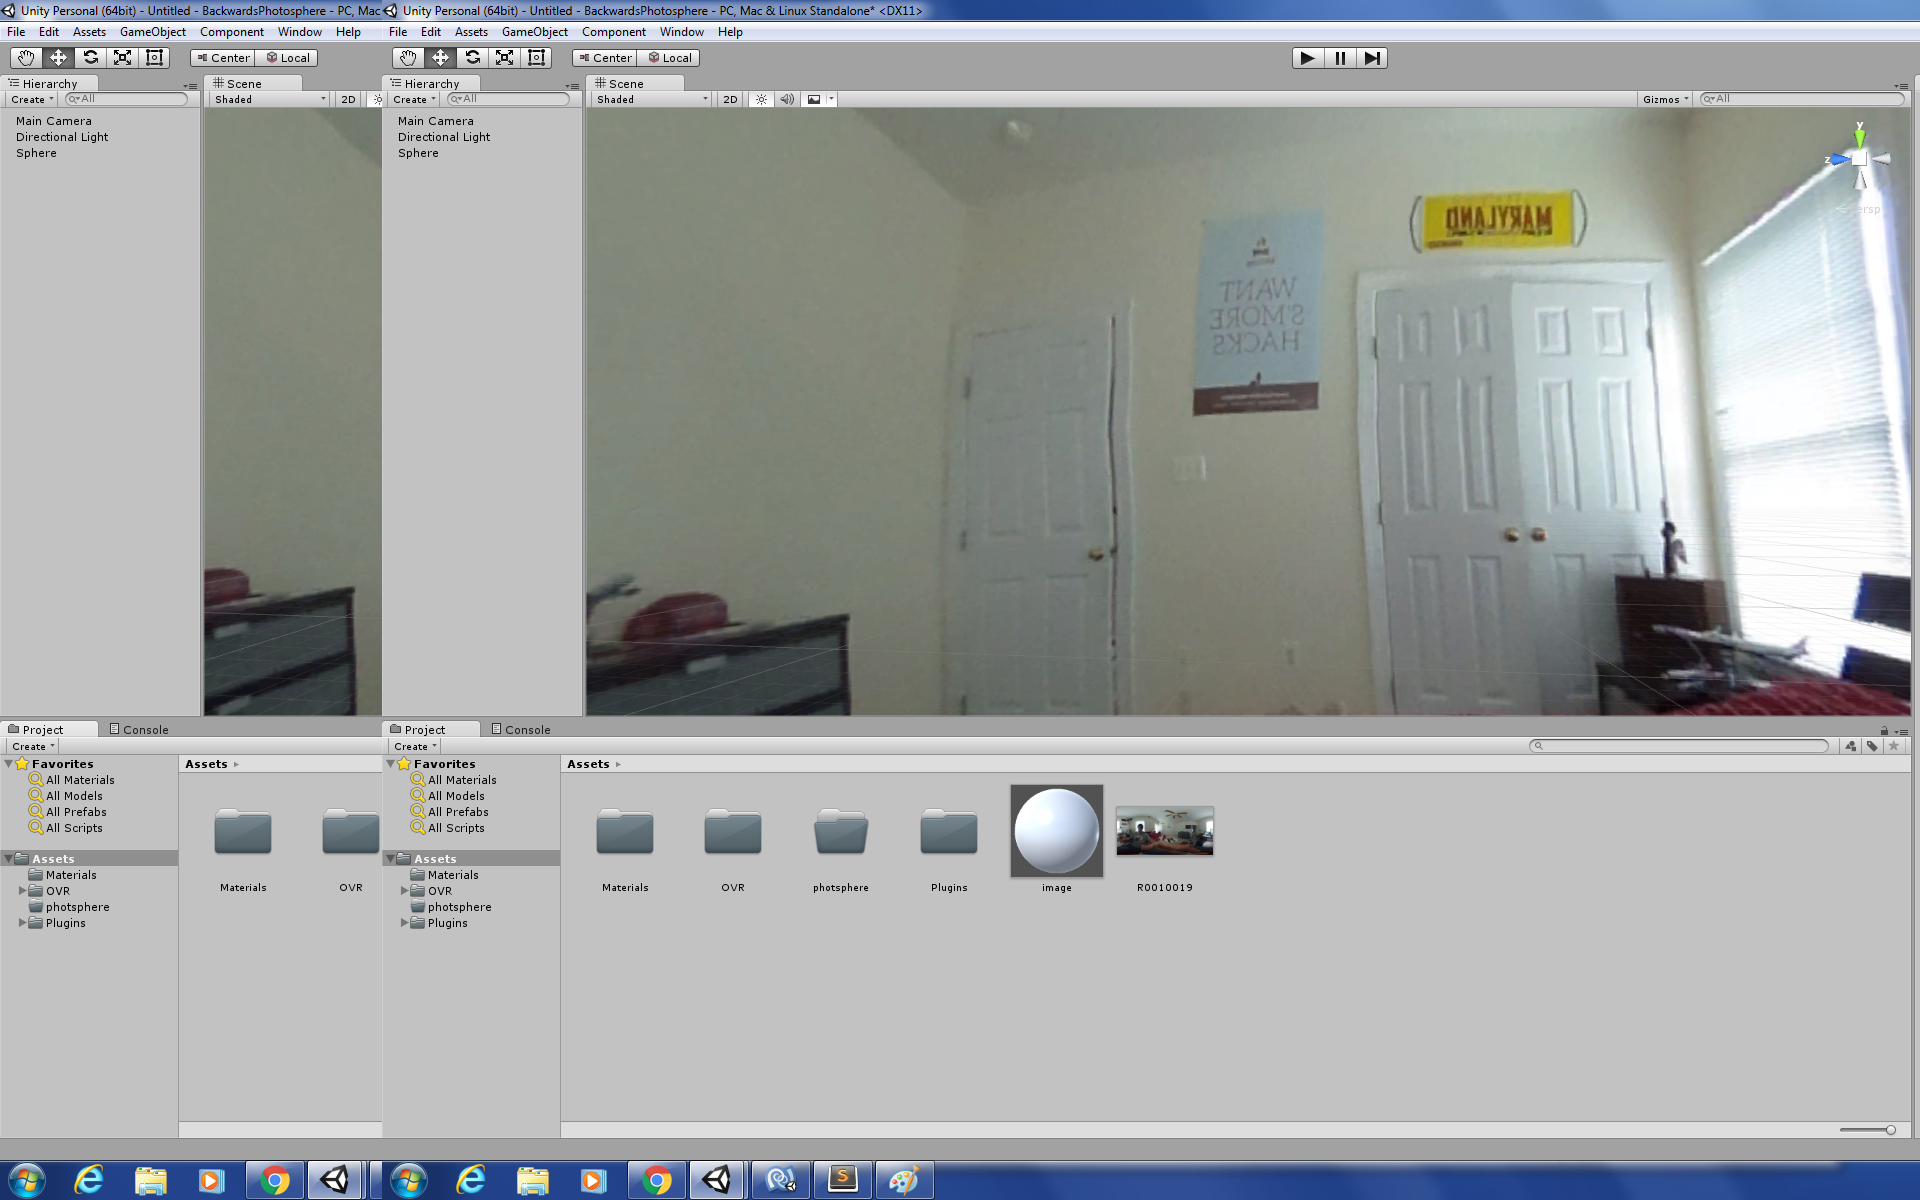 Unity Personal (64bit) - Untitled - BackwardsPhotosphere - PC, Mac
Unity Personal (64bit) - Untitled - BackwardsPhotosphere - PC, Mac & Linux Standalone* <DX11>
File Edit Assets GameObject Component Window Help
File Edit Assets GameObject Component Window Help
Center Local
Center Local
Hierarchy
Scene
Hierarchy
Scene
Create All
Shaded 2D
Create All
Shaded 2D
Gizmos All
Main Camera
Directional Light
Sphere
Main Camera
Directional Light
Sphere
y
z
MARYLAND
WANT
S'MORE
HACKS
Project Console
Project Console
Create
Create
Favorites
All Materials
All Models
All Prefabs
All Scripts
Assets
Materials
OVR
photsphere
Plugins
Assets
Materials OVR
Favorites
All Materials
All Models
All Prefabs
All Scripts
Assets
Materials
OVR
photsphere
Plugins
Assets
Materials OVR photsphere Plugins image R0010019